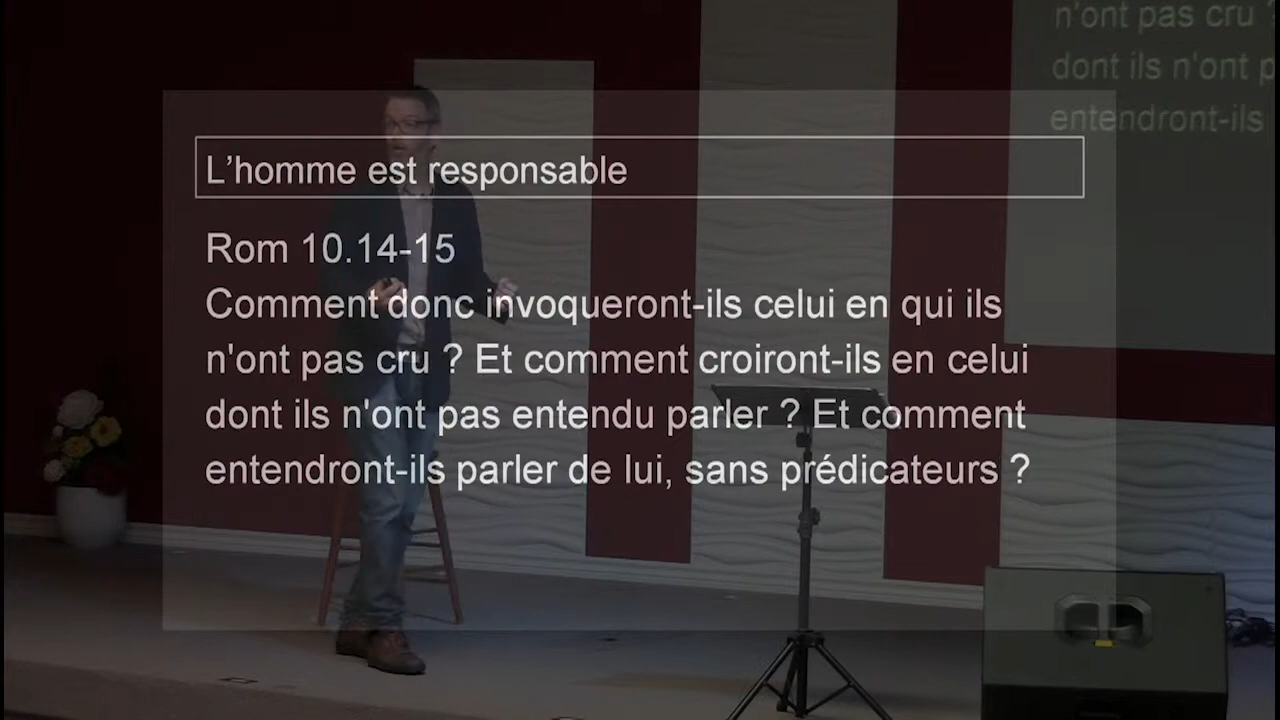 L’homme est responsable
Rom 10.14-15
Comment donc invoqueront-ils celui en qui ils
n'ont pas cru ? Et comment croiront-ils en celui
dont ils n'ont pas entendu parler ? Et comment
entendront-ils parler de lui, sans prédicateurs ?
n'ont pas cru ?
dont ils n'ont p
entendront-ils